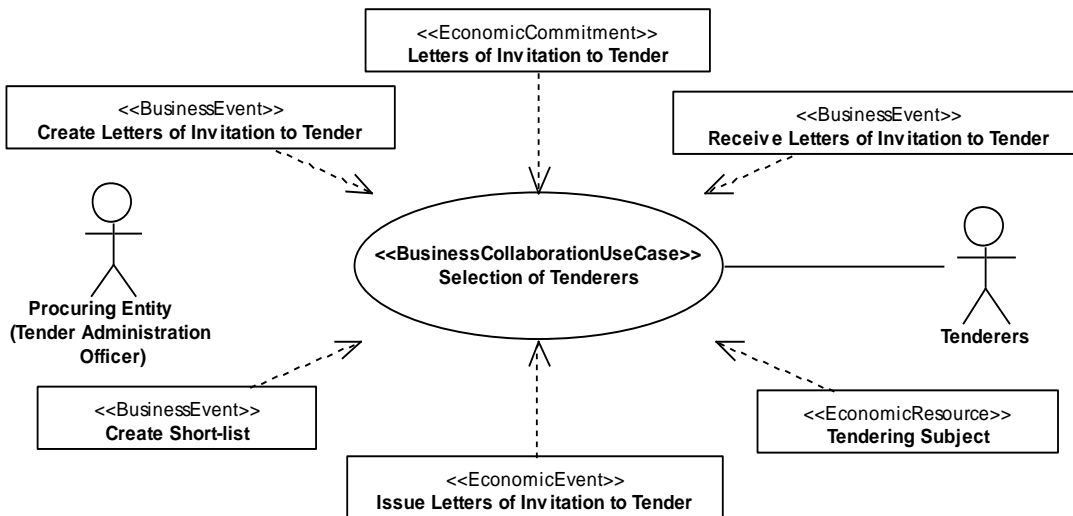 <<EconomicCommitment>>
Letters of Invitation to Tender
<<BusinessEvent>>
Create Letters of Invitation to Tender
<<BusinessEvent>>
Receive Letters of Invitation to Tender
<<BusinessCollaborationUseCase>>
Selection of Tenderers
Procuring Entity
(Tender Administration
Officer)
Tenderers
<<BusinessEvent>>
Create Short-list
<<EconomicResource>>
Tendering Subject
<<EconomicEvent>>
Issue Letters of Invitation to Tender